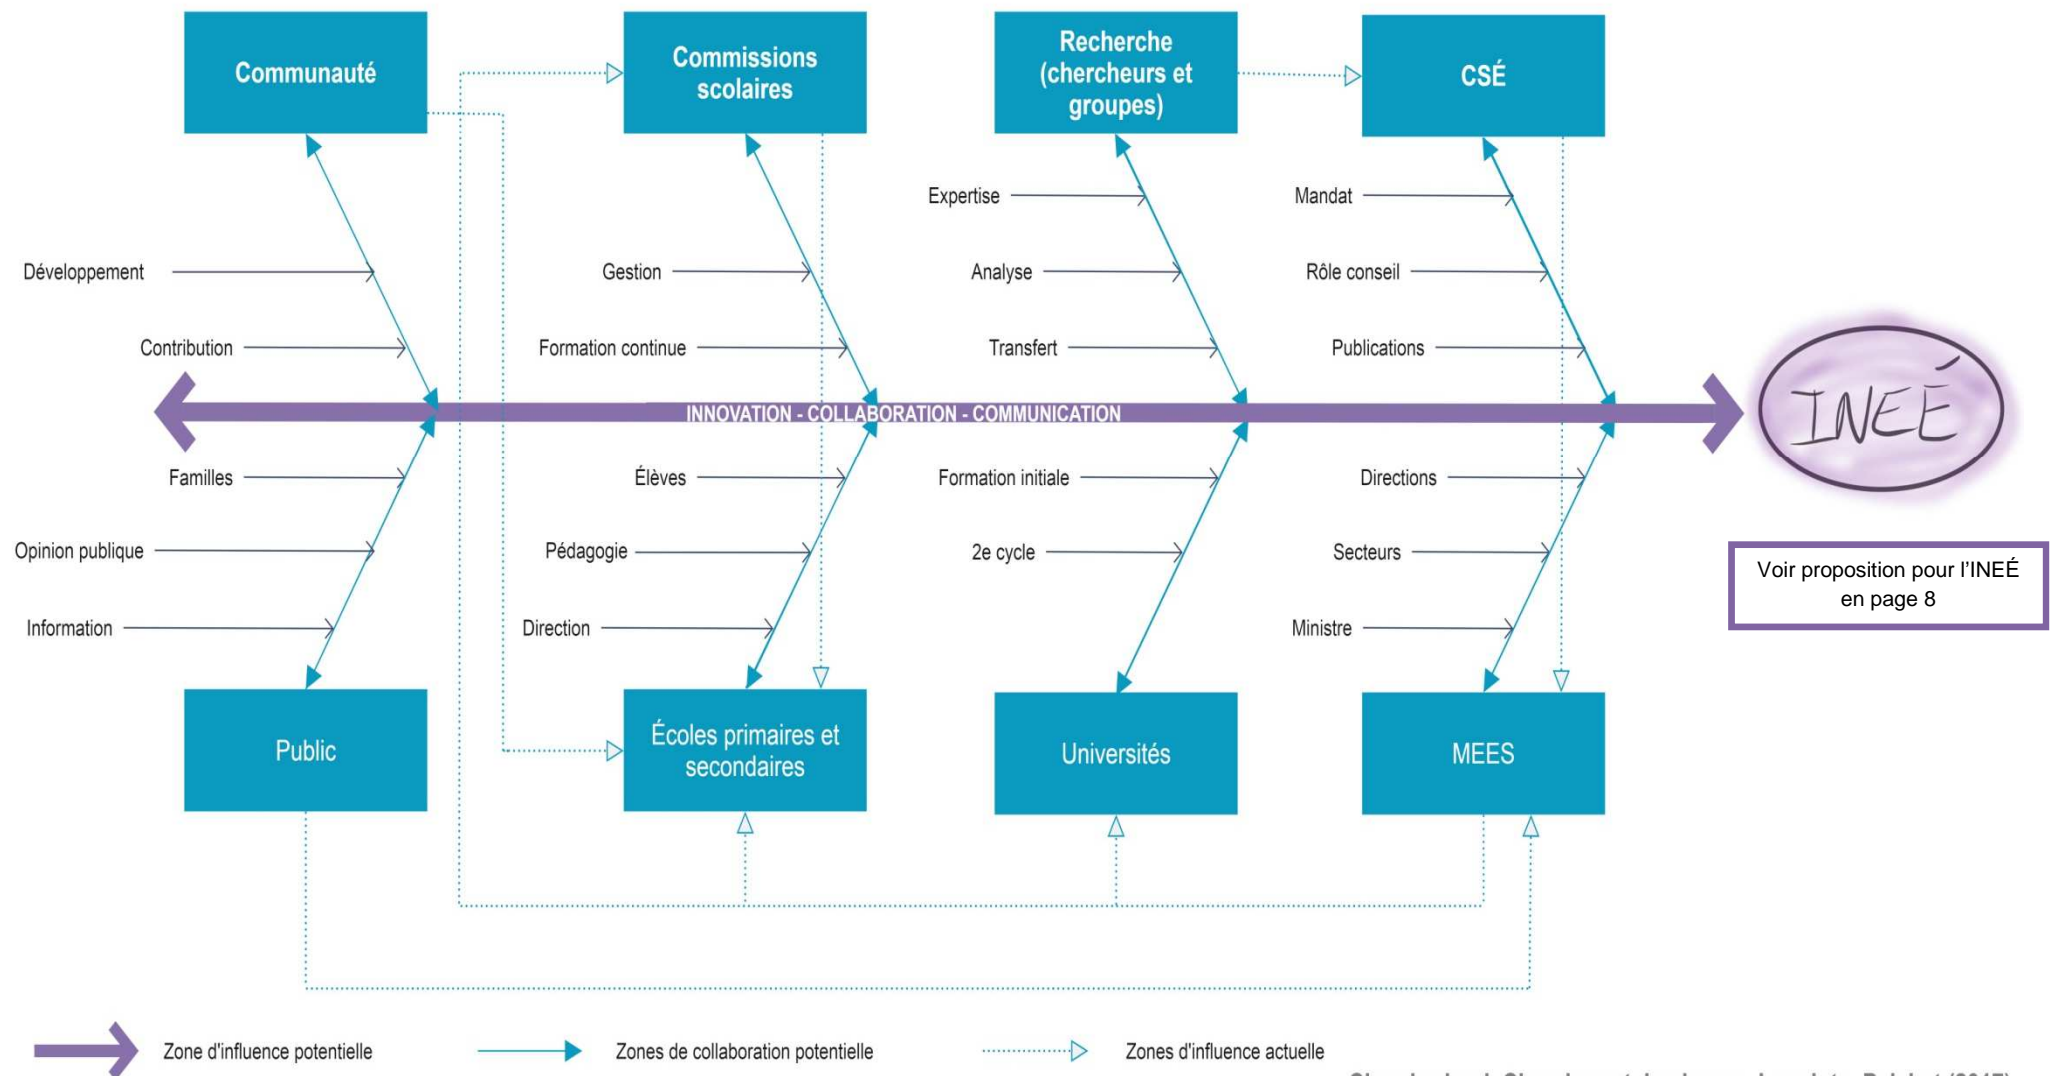 Communauté
Commissions
scolaires
Recherche
(chercheurs et
groupes)
CSÉ
Expertise
Mandat
Développement
Gestion
Analyse
Rôle conseil
Contribution
Formation continue
Transfert
Publications
INNOVATION - COLLABORATION - COMMUNICATION
INEÉ
Familles
Élèves
Formation initiale
Directions
Opinion publique
Pédagogie
2e cycle
Secteurs
Voir proposition pour l'INEÉ
en page 8
Information
Direction
Ministre
Public
Écoles primaires et
secondaires
Universités
MEES
Zone d'influence potentielle
Zones de collaboration potentielle
Zones d'influence actuelle